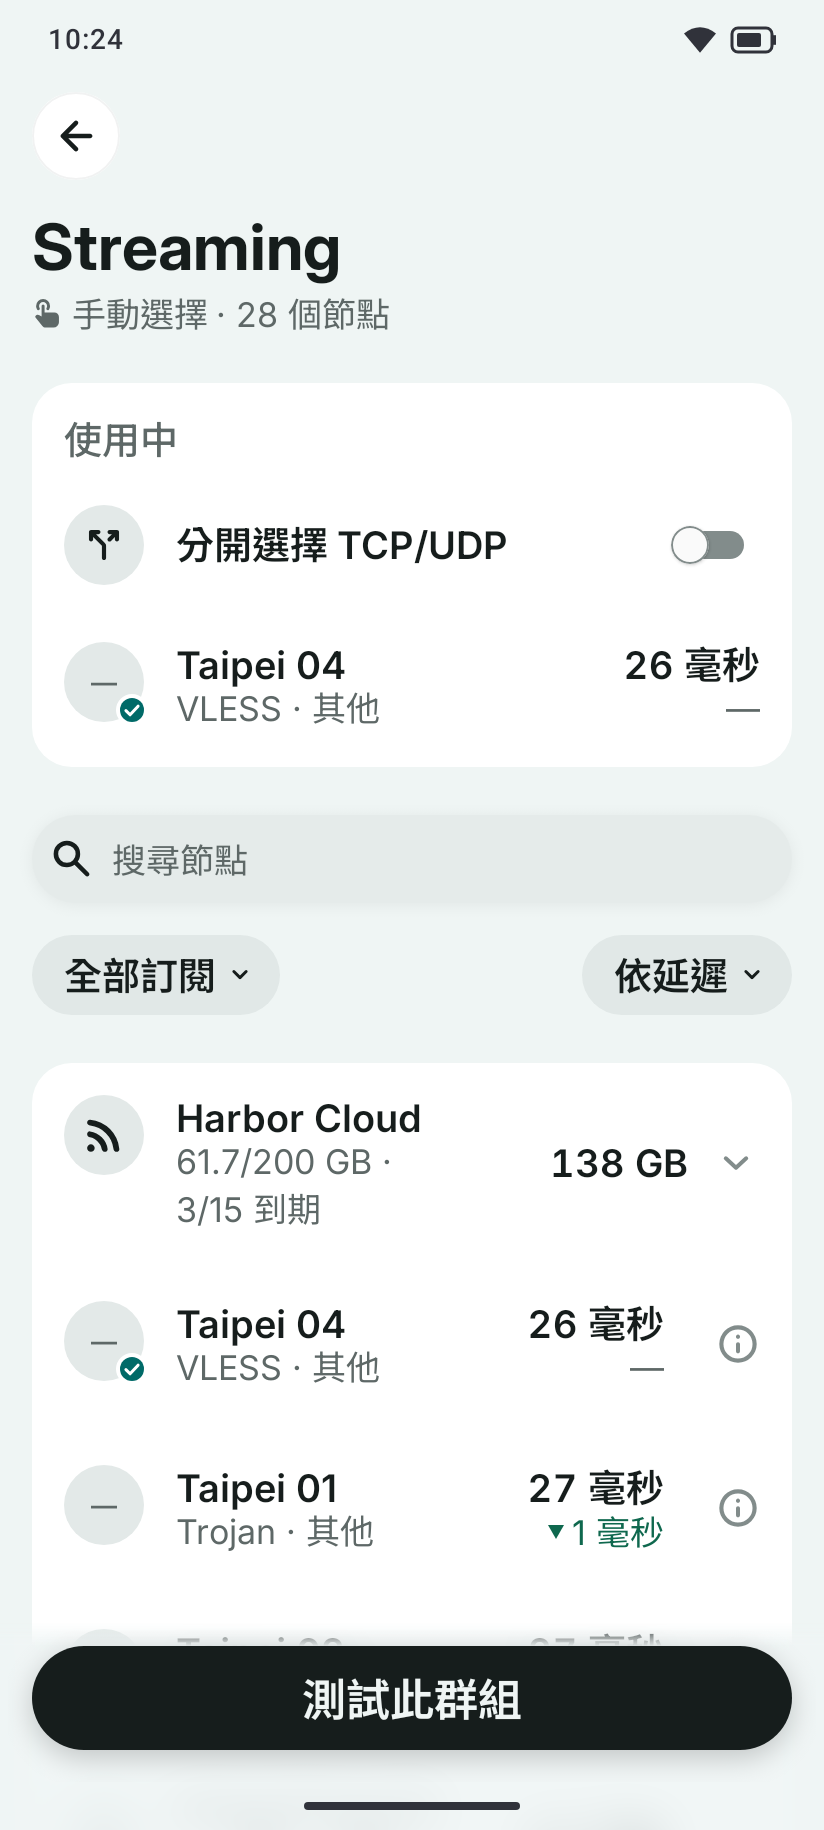 10:24
Streaming
手動選擇 · 28 個節點
使用中
分開選擇 TCP/UDP
Taipei 04
26 毫秒
VLESS · 其他
—
搜尋節點
全部訂閱
依延遲
Harbor Cloud
61.7/200 GB ·
3/15 到期
138 GB
Taipei 04
26 毫秒
VLESS · 其他
—
Taipei 01
27 毫秒
Trojan · 其他
▼1 毫秒
測試此群組